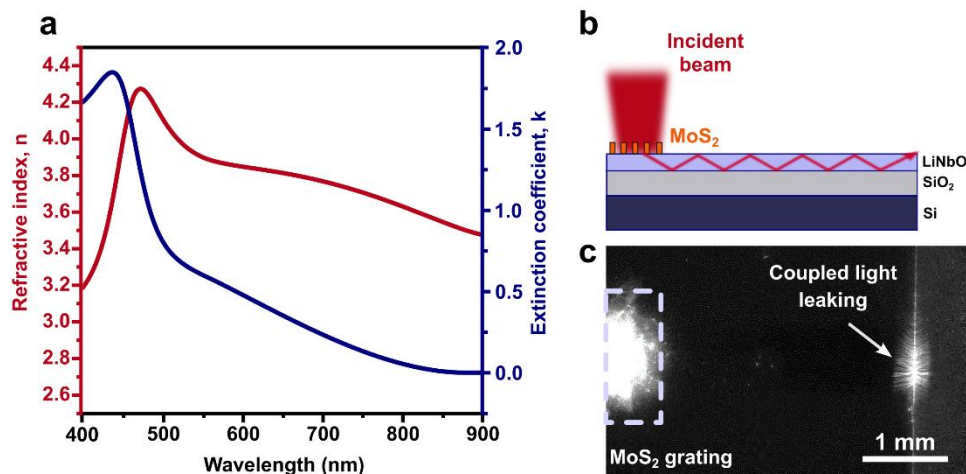 a
4.4
4.2
4.0
3.8
3.6
3.4
3.2
3.0
2.8
2.6
Refractive index, n
2.0
1.5
1.0
0.5
0.0
Extinction coefficient, k
400 500 600 700 800 900
Wavelength (nm)
b
Incident
beam
MoS₂
LiNbO
SiO₂
Si
c
Coupled light
leaking
MoS₂ grating
1 mm